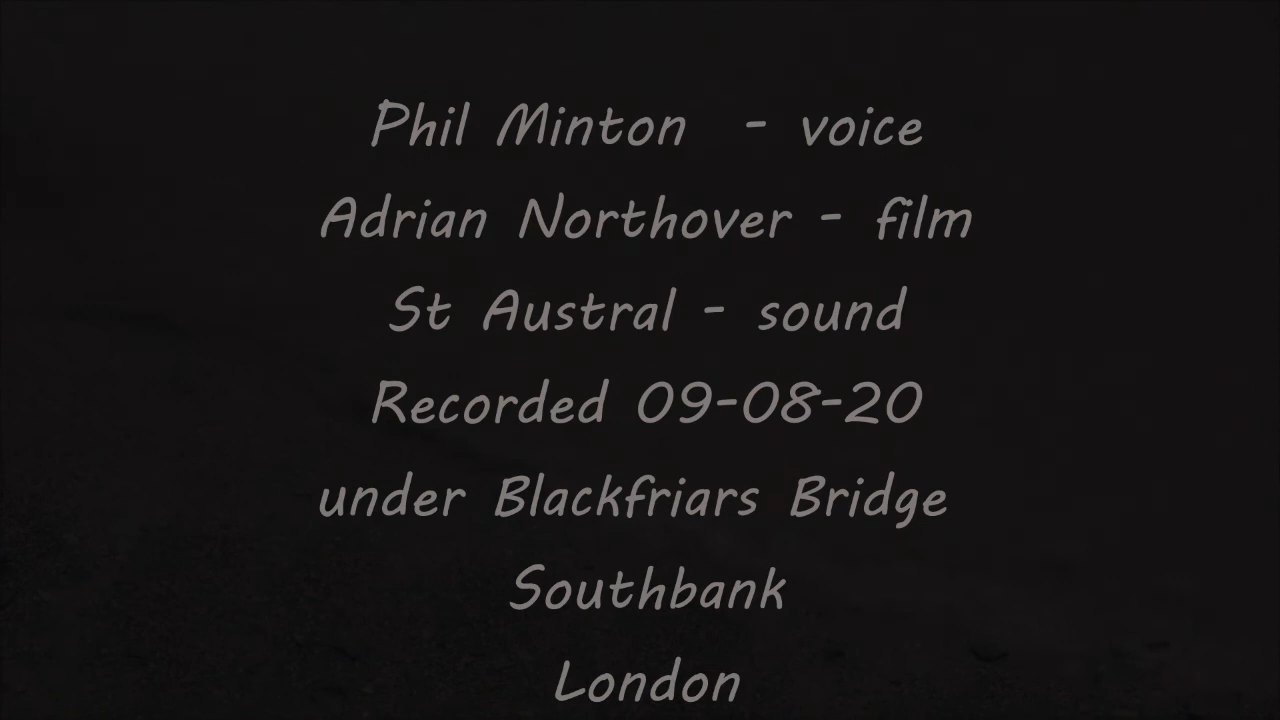 Phil Minton - voice
Adrian Northover - film
St Austral - sound
Recorded 09-08-20
under Blackfriars Bridge
Southbank
London